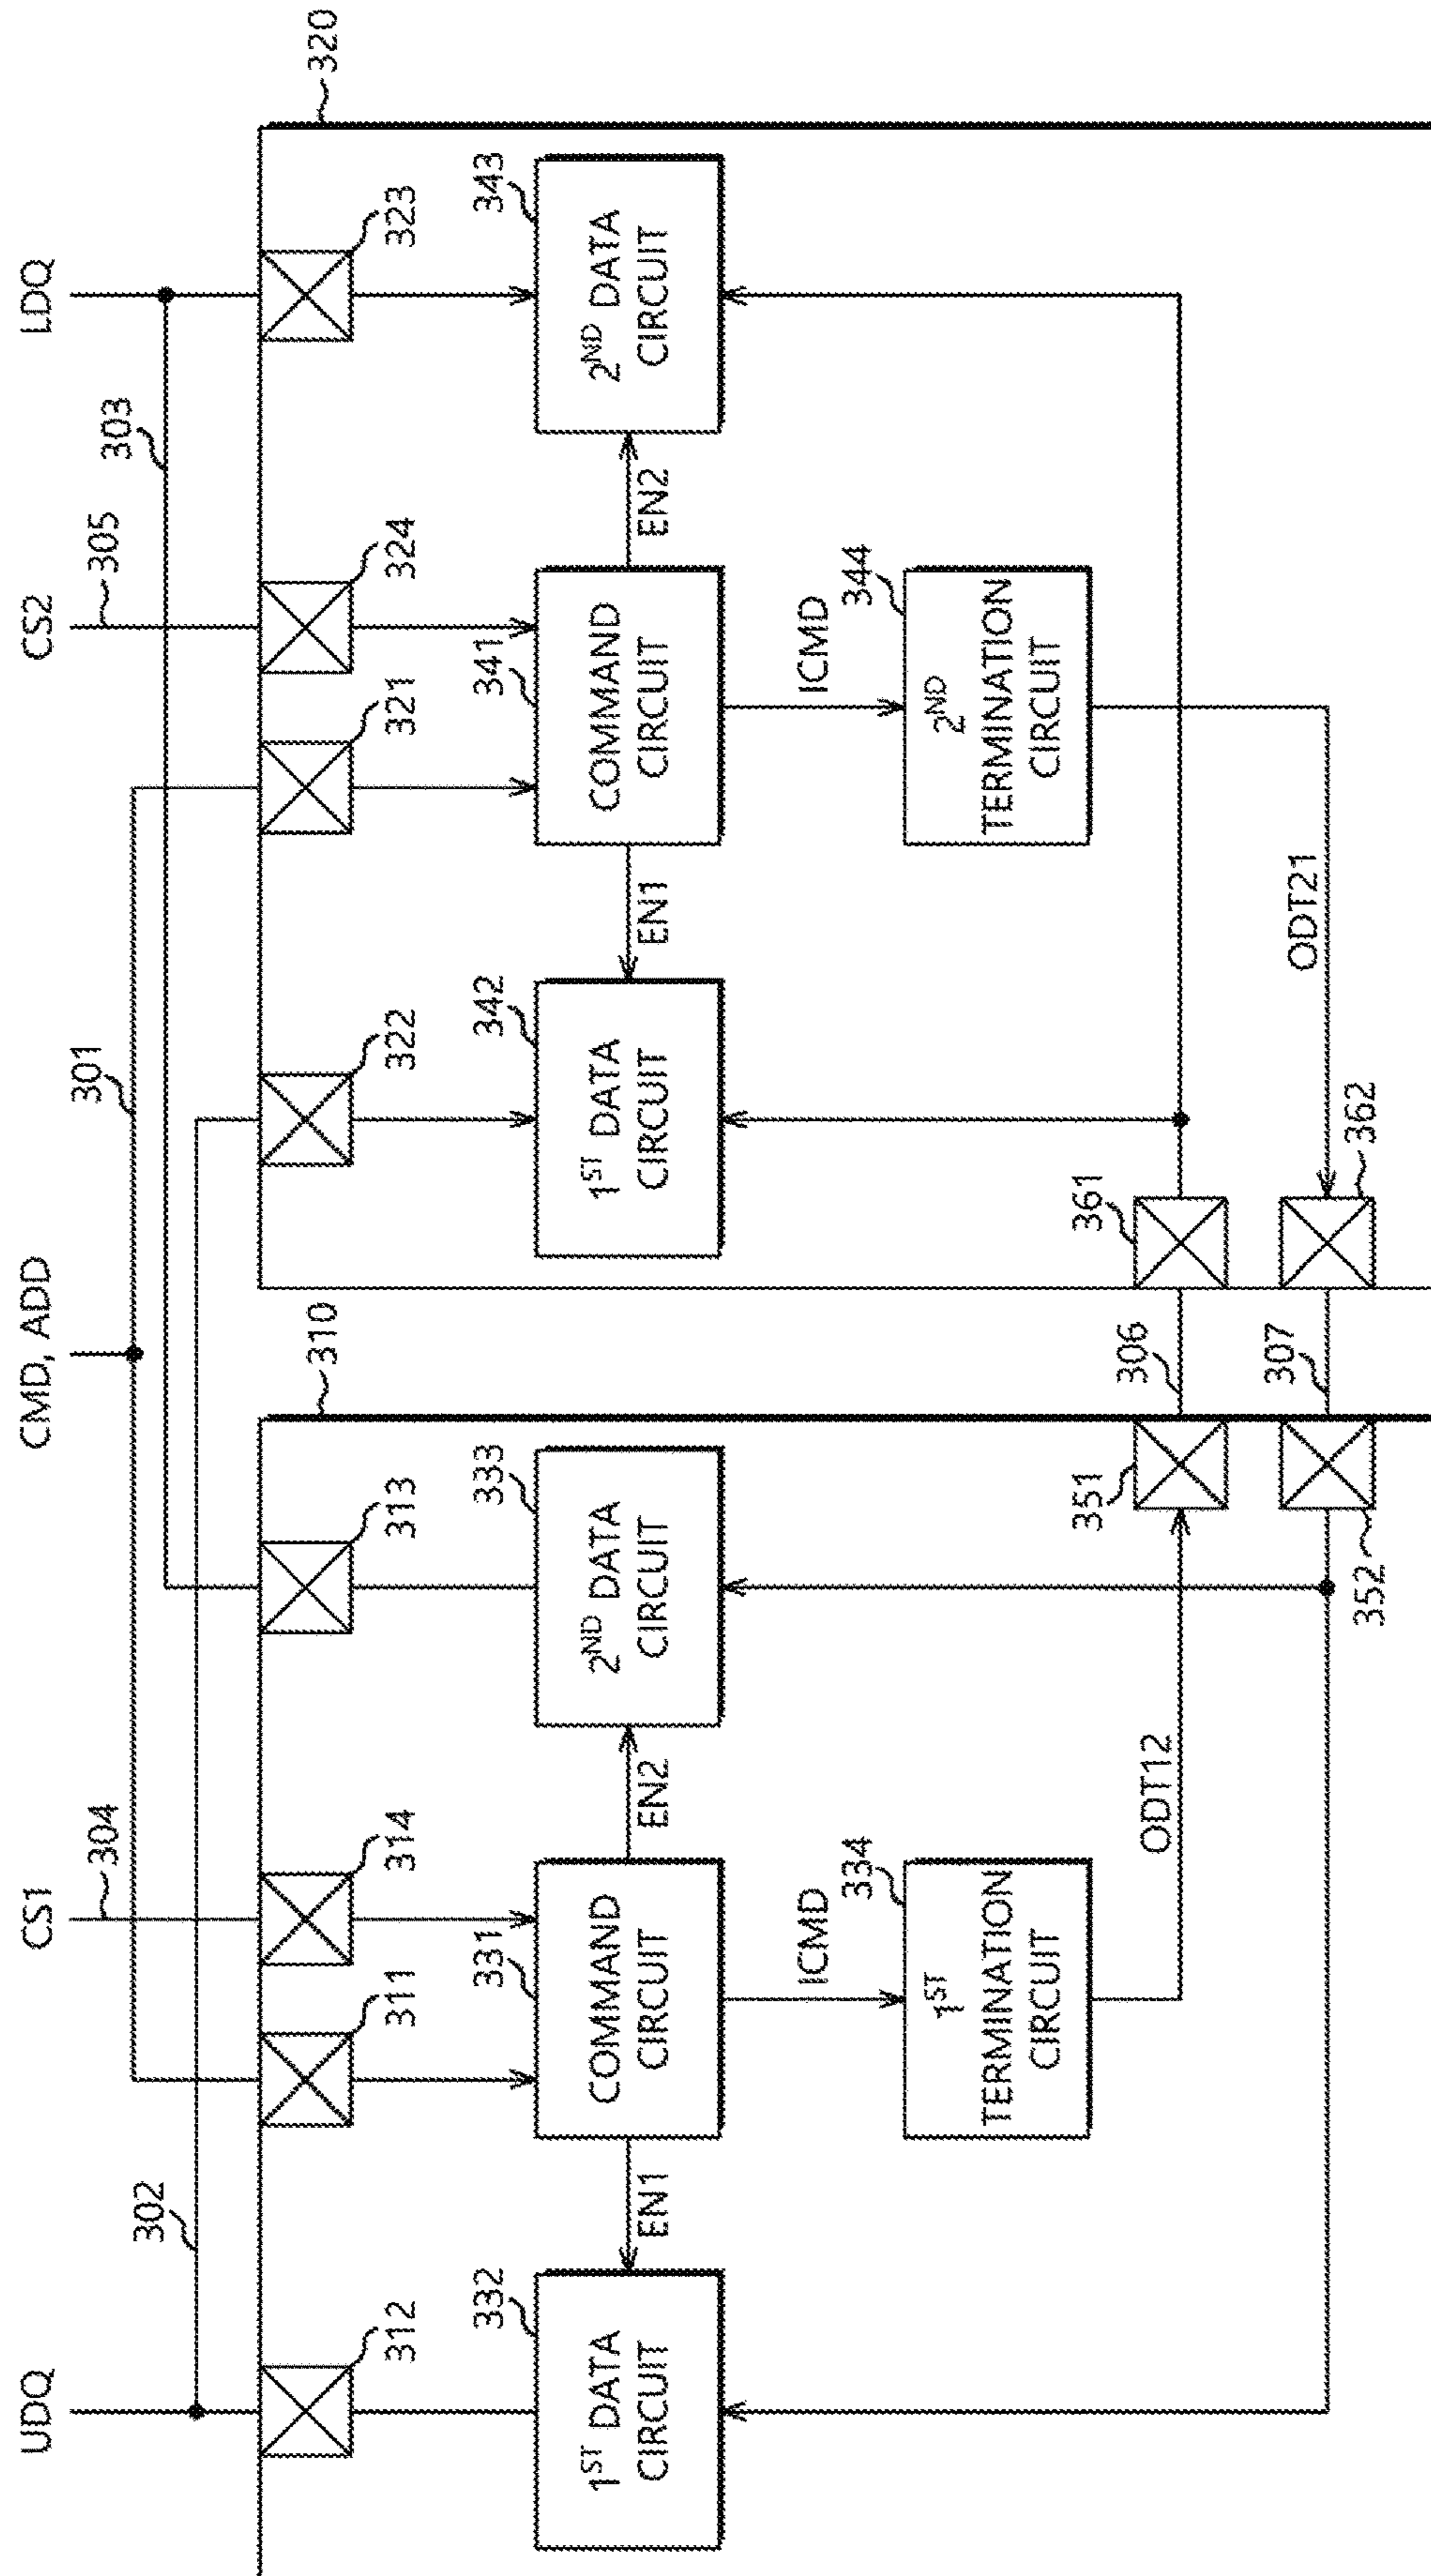 UDQ
CS1
CMD, ADD
CS2
LDQ
301
302
303
304
305
310
320
312
311
314
313
322
321
324
323
332
1ST DATA
CIRCUIT
EN1
331
COMMAND
CIRCUIT
EN2
333
2ND DATA
CIRCUIT
342
1ST DATA
CIRCUIT
EN1
341
COMMAND
CIRCUIT
EN2
343
2ND DATA
CIRCUIT
ICMD
334
1ST
TERMINATION
CIRCUIT
ICMD
344
2ND
TERMINATION
CIRCUIT
ODT12
351
306
361
352
307
362
ODT21